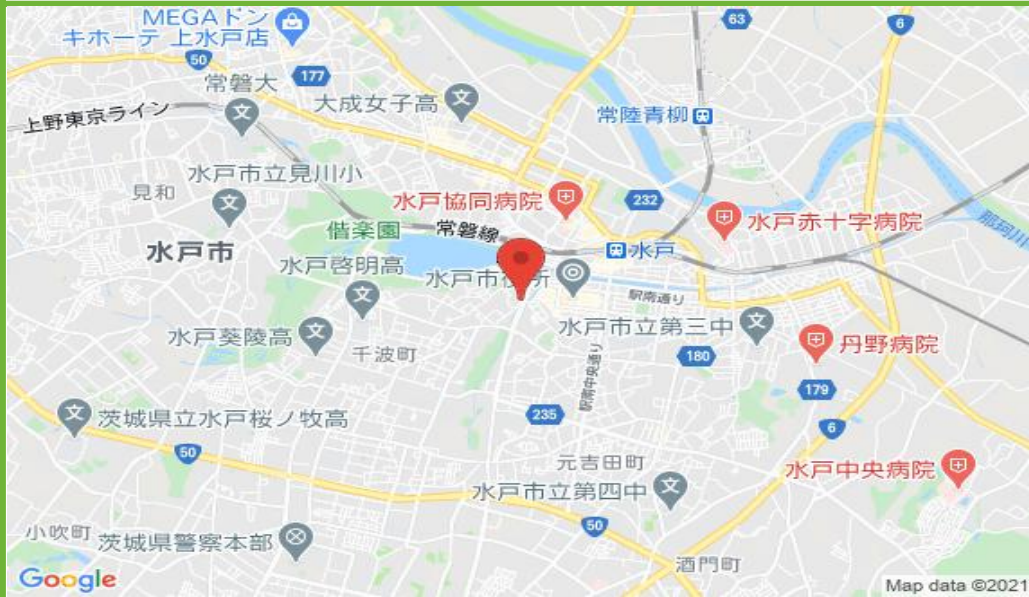 MEGAドン
キホーテ 上水戸店
63
6
50
177
常磐大
大成女子高
上野東京ライン
常陸青柳
水戸市立見川小
見和
水戸協同病院
232
水戸赤十字病院
那珂川
偕楽園
常磐線
水戸市
水戸
水戸啓明高
水戸市役所
駅南通り
水戸葵陵高
水戸市立第三中
千波町
180
丹野病院
駅南中央通り
179
茨城県立水戸桜ノ牧高
235
6
50
元吉田町
水戸中央病院
水戸市立第四中
小吹町
茨城県警察本部
50
酒門町
Google
Map data ©2021